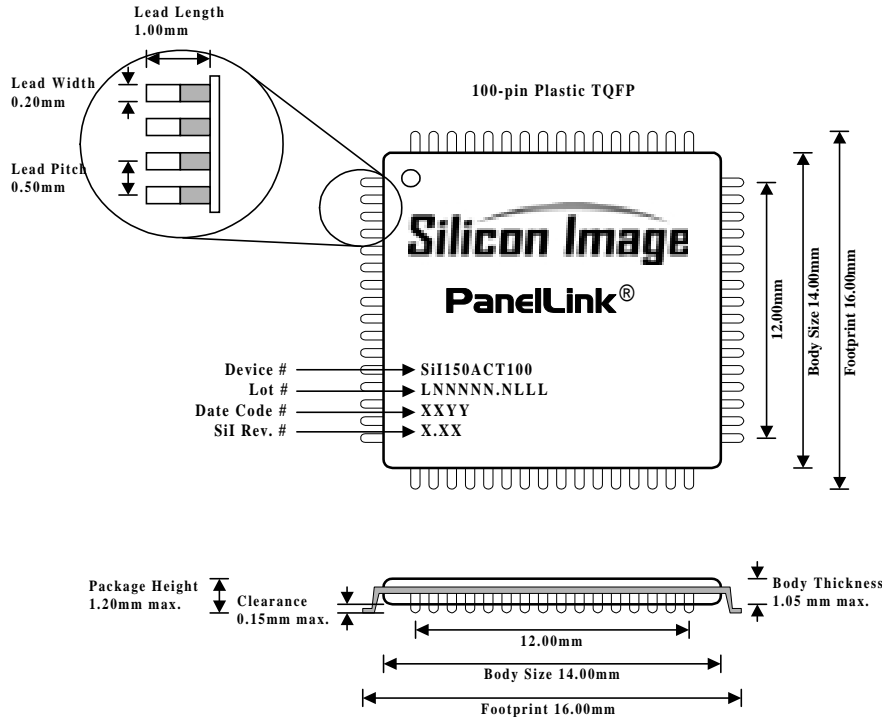 Lead Length
1.00mm
Lead Width
0.20mm
100-pin Plastic TQFP
Lead Pitch
0.50mm
Silicon Image
PanelLink®
12.00mm
Body Size 14.00mm
Footprint 16.00mm
Device # SiI150ACT100
Lot # LNNNNN.NLLL
Date Code # XXYY
SiI Rev. # X.XX
Package Height
1.20mm max.
Clearance
0.15mm max.
Body Thickness
1.05 mm max.
12.00mm
Body Size 14.00mm
Footprint 16.00mm